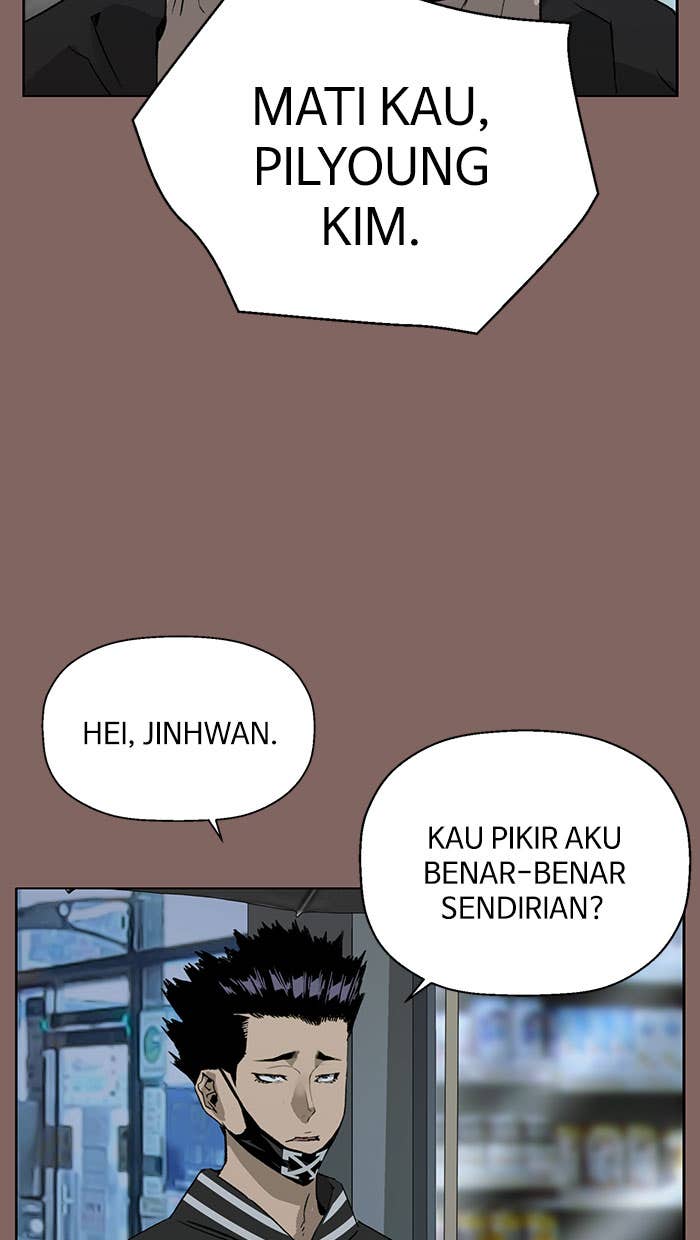 MATI KAU,
PILYOUNG
KIM.
HEI, JINHWAN.
KAU PIKIR AKU
BENAR-BENAR
SENDIRIAN?